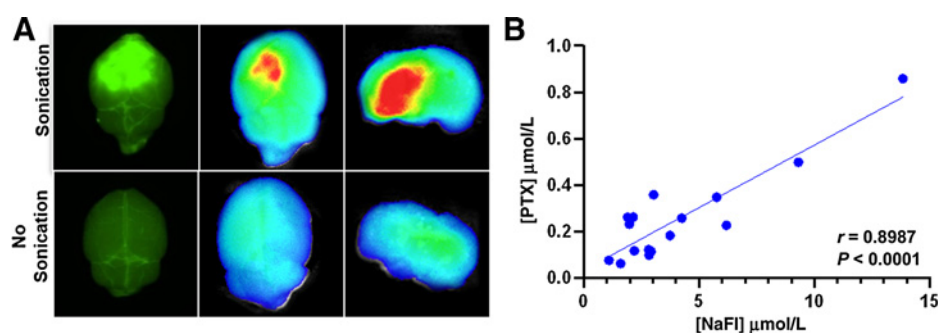 A
Sonication
No
Sonication
B
[PTX] μmol/L
1.0
0.8
0.6
0.4
0.2
0.0
0
5
10
15
[NaFl] μmol/L
r = 0.8987
P < 0.0001